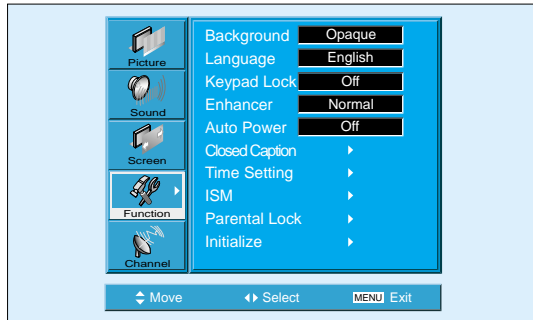 Picture
Sound
Screen
Function
Channel
Background Opaque
Language English
Keypad Lock Off
Enhancer Normal
Auto Power Off
Closed Caption
Time Setting
ISM
Parental Lock
Initialize
Move Select MENU Exit